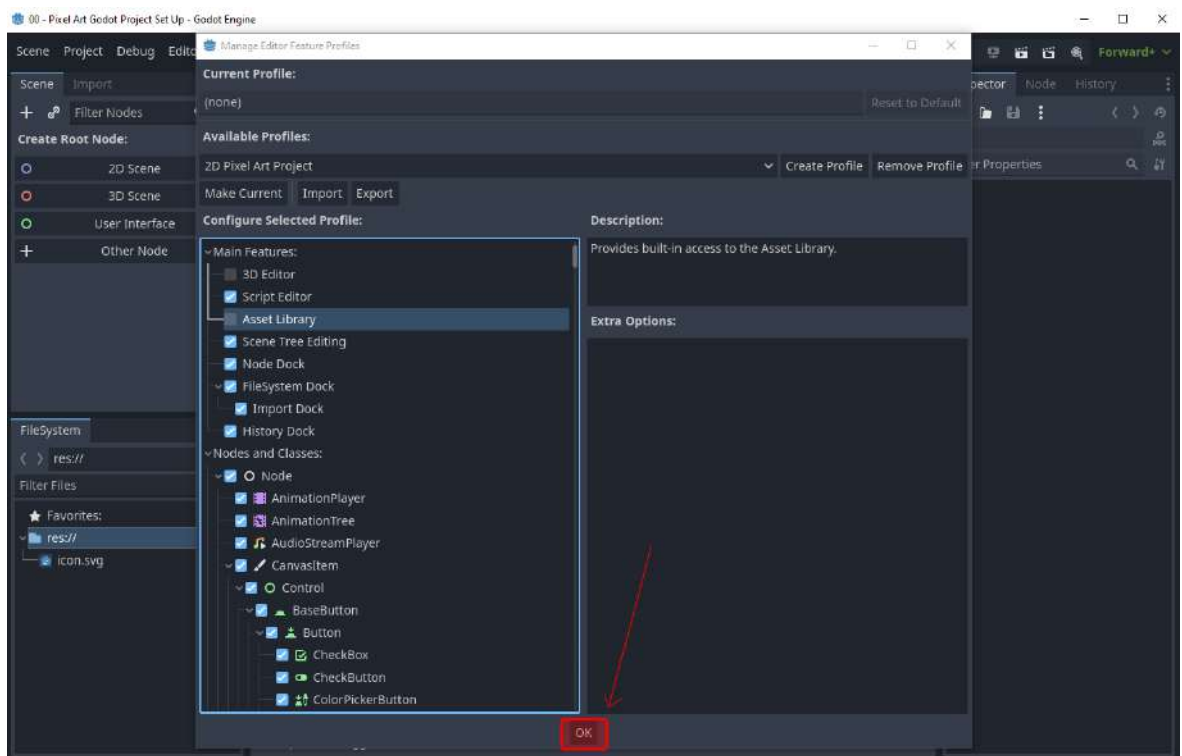 00 - Pixel Art Godot Project Set Up - Godot Engine
Scene Project Debug Edito
Manage Editor Feature Profiles
Forward+
Scene Import
Current Profile:
pector Node History
Filter Nodes
(none)
Reset to Default
Create Root Node:
Available Profiles:
2D Scene
2D Pixel Art Project
Create Profile Remove Profile
er Properties
3D Scene
Make Current Import Export
User Interface
Configure Selected Profile:
Description:
Other Node
Main Features:
Provides built-in access to the Asset Library.
3D Editor
Script Editor
Asset Library
Extra Options:
Scene Tree Editing
Node Dock
FileSystem Dock
Import Dock
FileSystem
History Dock
res://
Nodes and Classes:
Filter Files
Node
AnimationPlayer
Favorites:
AnimationTree
res://
AudioStreamPlayer
icon.svg
CanvasItem
Control
BaseButton
Button
CheckBox
CheckButton
ColorPickerButton
OK